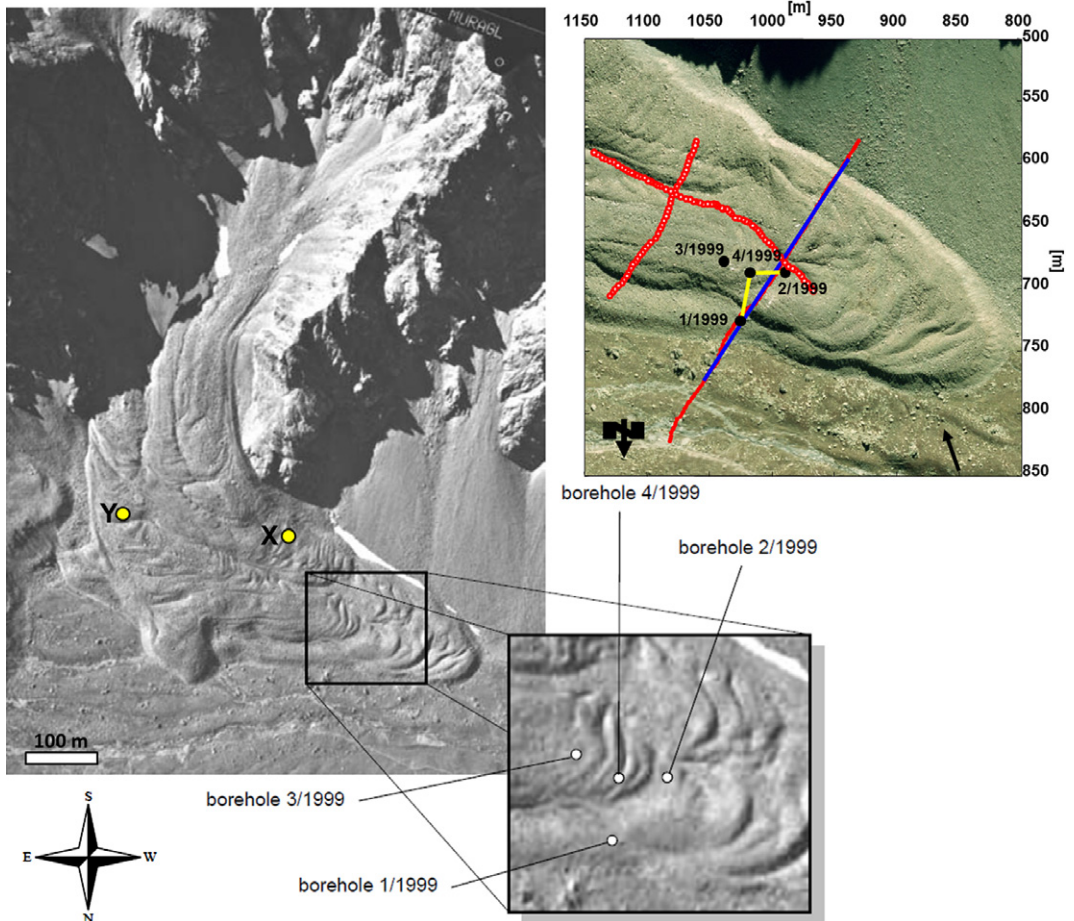 MURAGL
[m]
1150 1100 1050 1000 950 900 850 800
500
550
600
650
[m]
700
750
800
850
3/1999
4/1999
2/1999
1/1999
N
Y
X
100 m
borehole 4/1999
borehole 2/1999
borehole 3/1999
borehole 1/1999
S
E
W
N